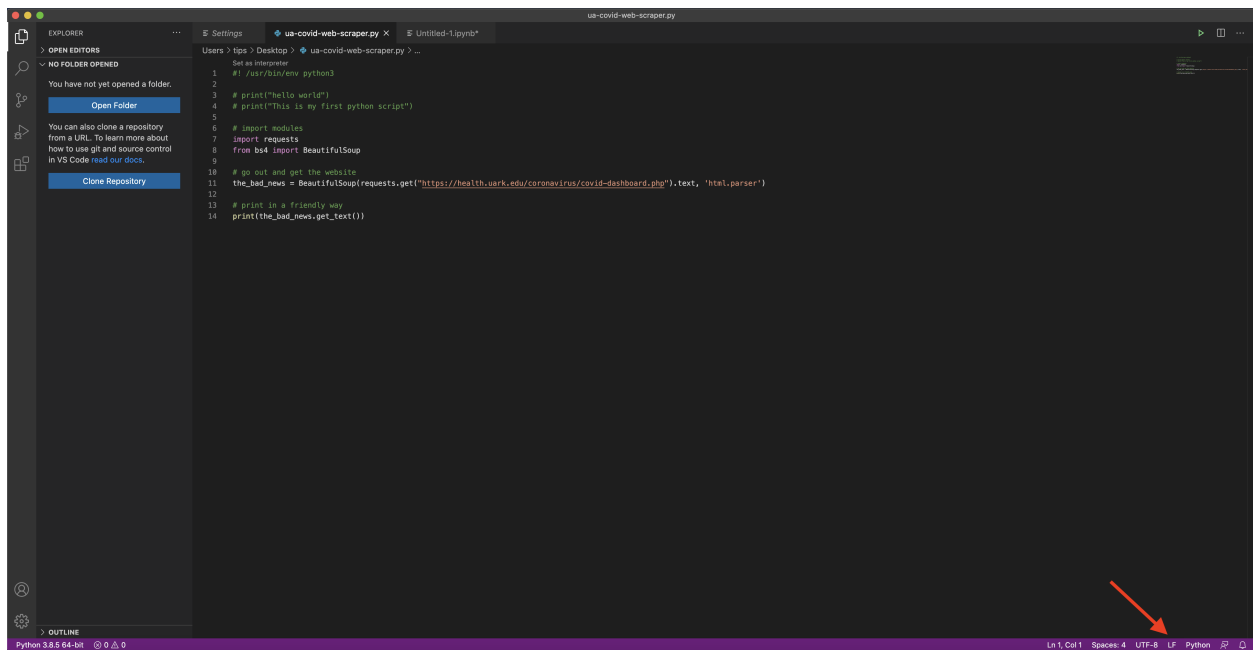 ua-covid-web-scraper.py
EXPLORER
OPEN EDITORS
NO FOLDER OPENED
You have not yet opened a folder.
Open Folder
You can also clone a repository
from a URL. To learn more about
how to use git and source control
in VS Code read our docs.
Clone Repository
OUTLINE
Settings
ua-covid-web-scraper.py
Untitled-1.ipynb*
Users > tips > Desktop > ua-covid-web-scraper.py > ...
Set as interpreter
1 #! /usr/bin/env python3
2
3 # print("hello world")
4 # print("This is my first python script")
5
6 # import modules
7 import requests
8 from bs4 import BeautifulSoup
9
10 # go out and get the website
11 the_bad_news = BeautifulSoup(requests.get("https://health.uark.edu/coronavirus/covid-dashboard.php").text, 'html.parser')
12
13 # print in a friendly way
14 print(the_bad_news.get_text())
Python 3.8.5 64-bit 0 0
Ln 1, Col 1 Spaces: 4 UTF-8 LF Python